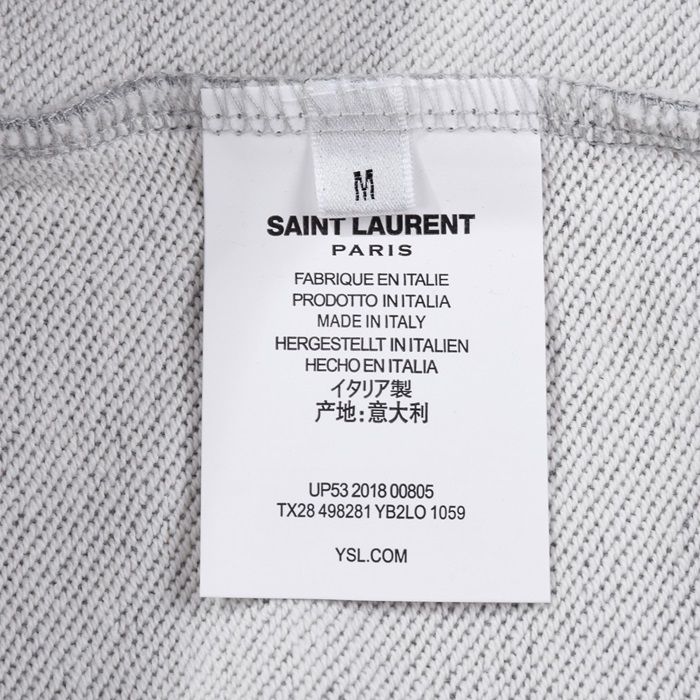 M
SAINT LAURENT
PARIS
FABRIQUE EN ITALIE
PRODOTTO IN ITALIA
MADE IN ITALY
HERGESTELLT IN ITALIEN
HECHO EN ITALIA
イタリア製
产地:意大利
UP53 2018 00805
TX28 498281 YB2LO 1059
YSL.COM